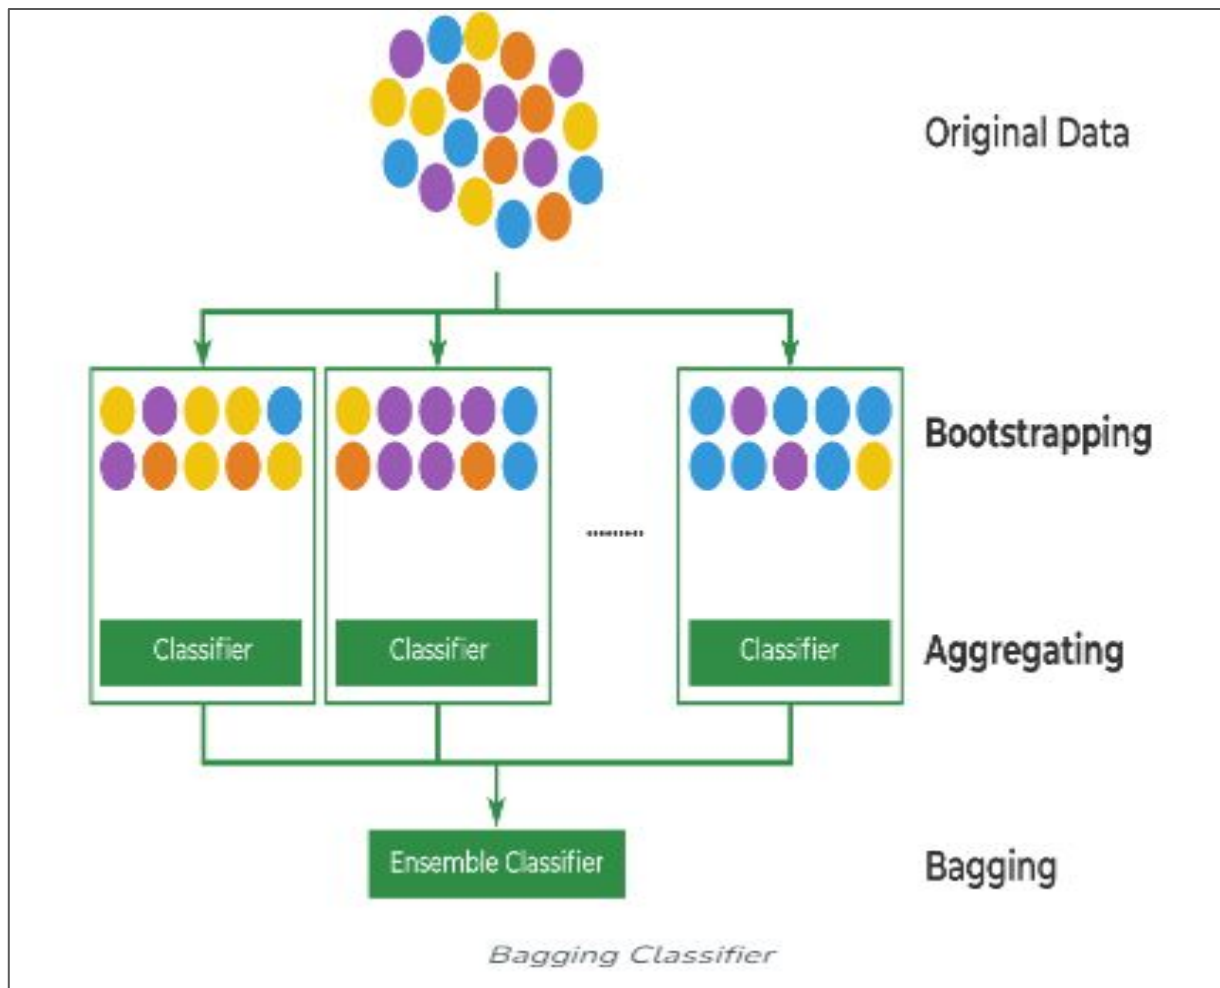 Original Data
Bootstrapping
.........
Classifier
Classifier
Classifier
Aggregating
Ensemble Classifier
Bagging
Bagging Classifier